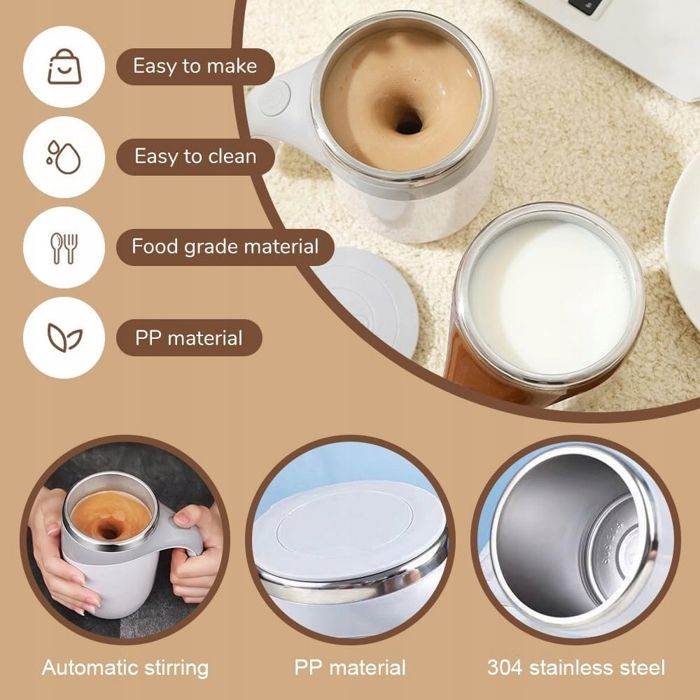 Easy to make
Easy to clean
Food grade material
PP material
Automatic stirring
PP material
304 stainless steel